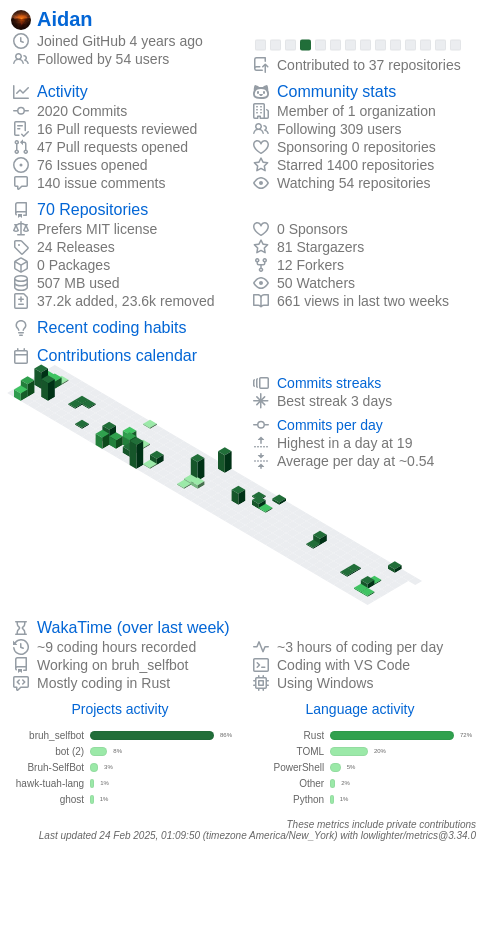 Aidan
Joined GitHub 4 years ago
Followed by 54 users
Contributed to 37 repositories
Activity
2020 Commits
16 Pull requests reviewed
47 Pull requests opened
76 Issues opened
140 issue comments
Community stats
Member of 1 organization
Following 309 users
Sponsoring 0 repositories
Starred 1400 repositories
Watching 54 repositories
70 Repositories
Prefers MIT license
24 Releases
0 Packages
507 MB used
37.2k added, 23.6k removed
0 Sponsors
81 Stargazers
12 Forkers
50 Watchers
661 views in last two weeks
Recent coding habits
Contributions calendar
Commits streaks
Best streak 3 days
Commits per day
Highest in a day at 19
Average per day at ~0.54
WakaTime (over last week)
~9 coding hours recorded
Working on bruh_selfbot
Mostly coding in Rust
~3 hours of coding per day
Coding with VS Code
Using Windows
Projects activity
bruh_selfbot 86%
bot (2) 8%
Bruh-SelfBot 3%
hawk-tuah-lang 1%
ghost 1%
Language activity
Rust 72%
TOML 20%
PowerShell 5%
Other 2%
Python 1%
These metrics include private contributions
Last updated 24 Feb 2025, 01:09:50 (timezone America/New_York) with lowlighter/metrics@3.34.0